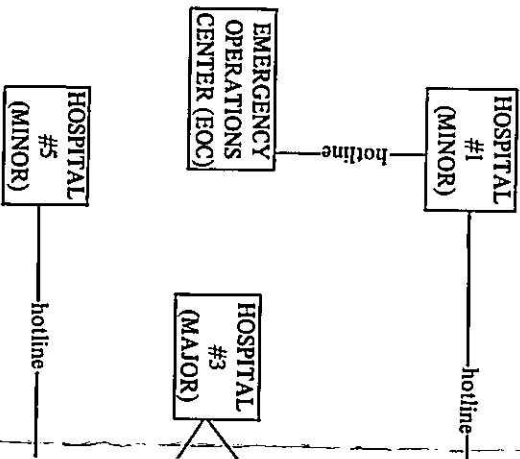 HOSPITAL
#1
(MINOR)
hotline
hotline
EMERGENCY
OPERATIONS
CENTER (EOC)
HOSPITAL
#3
(MAJOR)
HOSPITAL
#5
(MINOR)
hotline